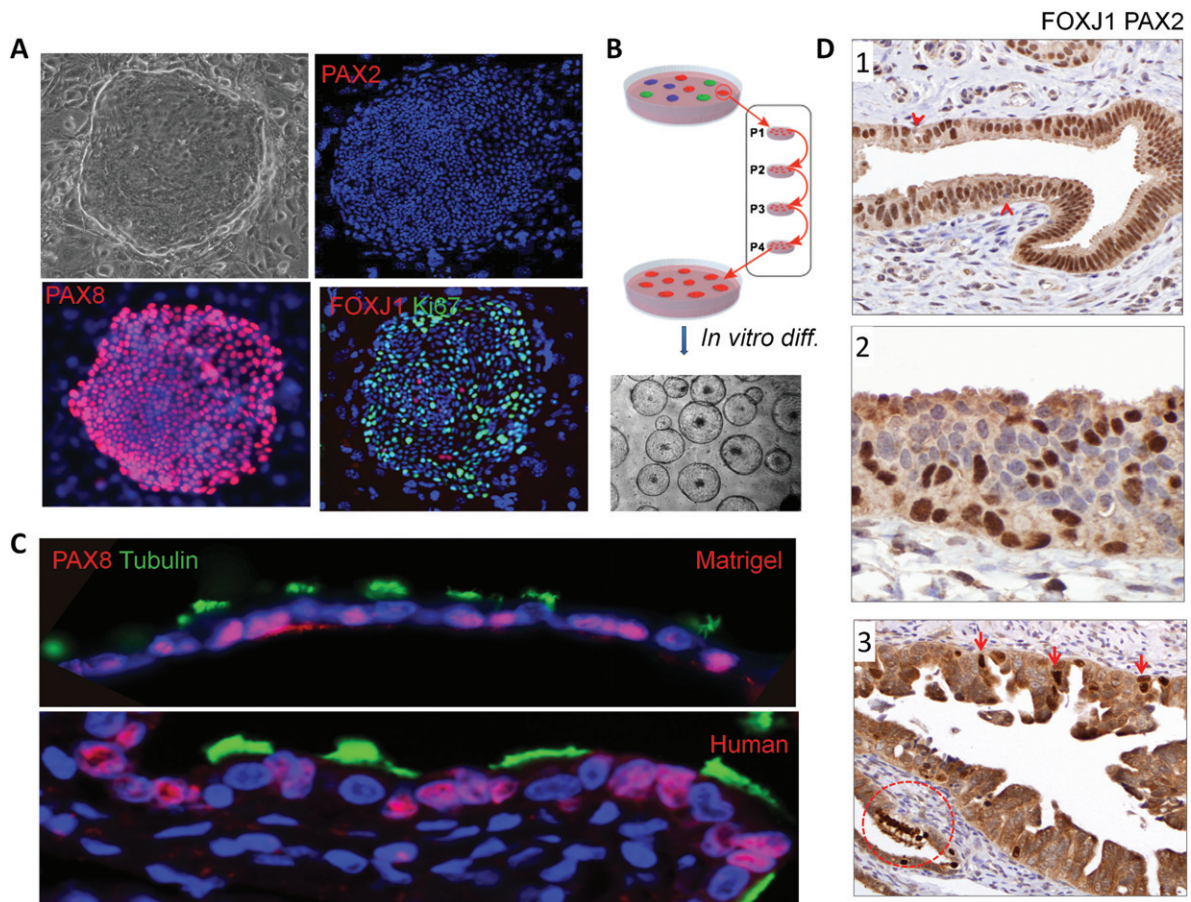 FOXJ1 PAX2
A
B
D
PAX2
1
P1
P2
P3
P4
PAX8
FOXJ1 Ki67
In vitro diff.
2
C
PAX8 Tubulin
Matrigel
3
Human